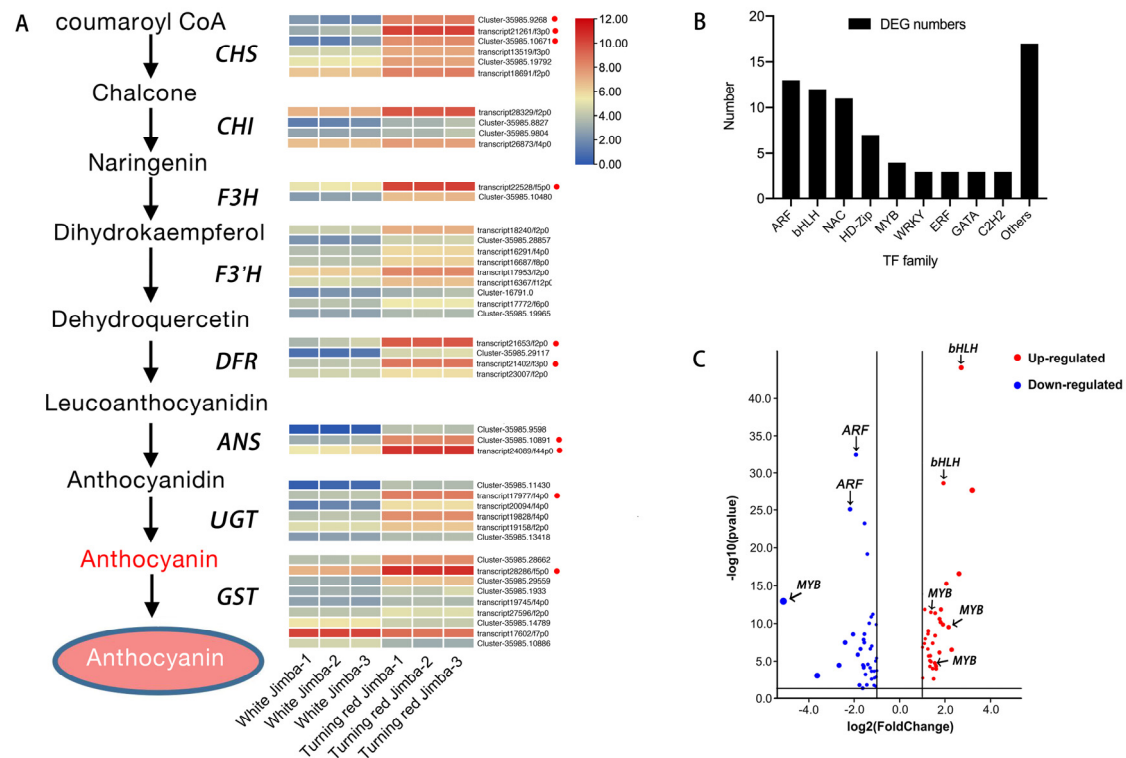 A
coumaroyl CoA
CHS
Chalcone
CHI
Naringenin
F3H
Dihydrokaempferol
F3'H
Dehydroquercetin
DFR
Leucoanthocyanidin
ANS
Anthocyanidin
UGT
Anthocyanin
GST
Anthocyanin
Cluster-35985.9268
transcript21261/f3p0
Cluster-35985.10671
transcript13519/f3p0
Cluster-35985.19792
transcript18691/f2p0
transcript28329/f2p0
Cluster-35985.8827
Cluster-35985.9804
transcript26873/f4p0
transcript22528/f5p0
Cluster-35985.10480
transcript18240/f2p0
Cluster-35985.28857
transcript16291/f4p0
transcript16687/f8p0
transcript17953/f2p0
transcript16367/f12p0
Cluster-16791.0
transcript17772/f6p0
Cluster-35985.19965
transcript21653/f2p0
Cluster-35985.29117
transcript21402/f3p0
transcript23007/f2p0
Cluster-35985.9598
Cluster-35985.10891
transcript24069/f44p0
Cluster-35985.11430
transcript17977/f4p0
transcript20094/f4p0
transcript19828/f4p0
transcript19158/f2p0
Cluster-35985.13418
Cluster-35985.28662
transcript28286/f5p0
Cluster-35985.29559
Cluster-35985.1933
transcript19745/f4p0
transcript27596/f2p0
Cluster-35985.14789
transcript17602/f7p0
Cluster-35985.10886
White Jimba-1
White Jimba-2
White Jimba-3
Turning red Jimba-1
Turning red Jimba-2
Turning red Jimba-3
12.00
10.00
8.00
6.00
4.00
2.00
0.00
B
DEG numbers
Number
20
15
10
5
0
ARF
bHLH
NAC
HD-Zip
MYB
WRKY
ERF
GATA
C2H2
Others
TF family
C
Up-regulated
Down-regulated
bHLH
ARF
bHLH
ARF
MYB
MYB
MYB
MYB
-log10(pvalue)
40.0
35.0
30.0
25.0
20.0
15.0
10.0
5.0
0.0
-4.0
-2.0
0.0
2.0
4.0
log2(FoldChange)